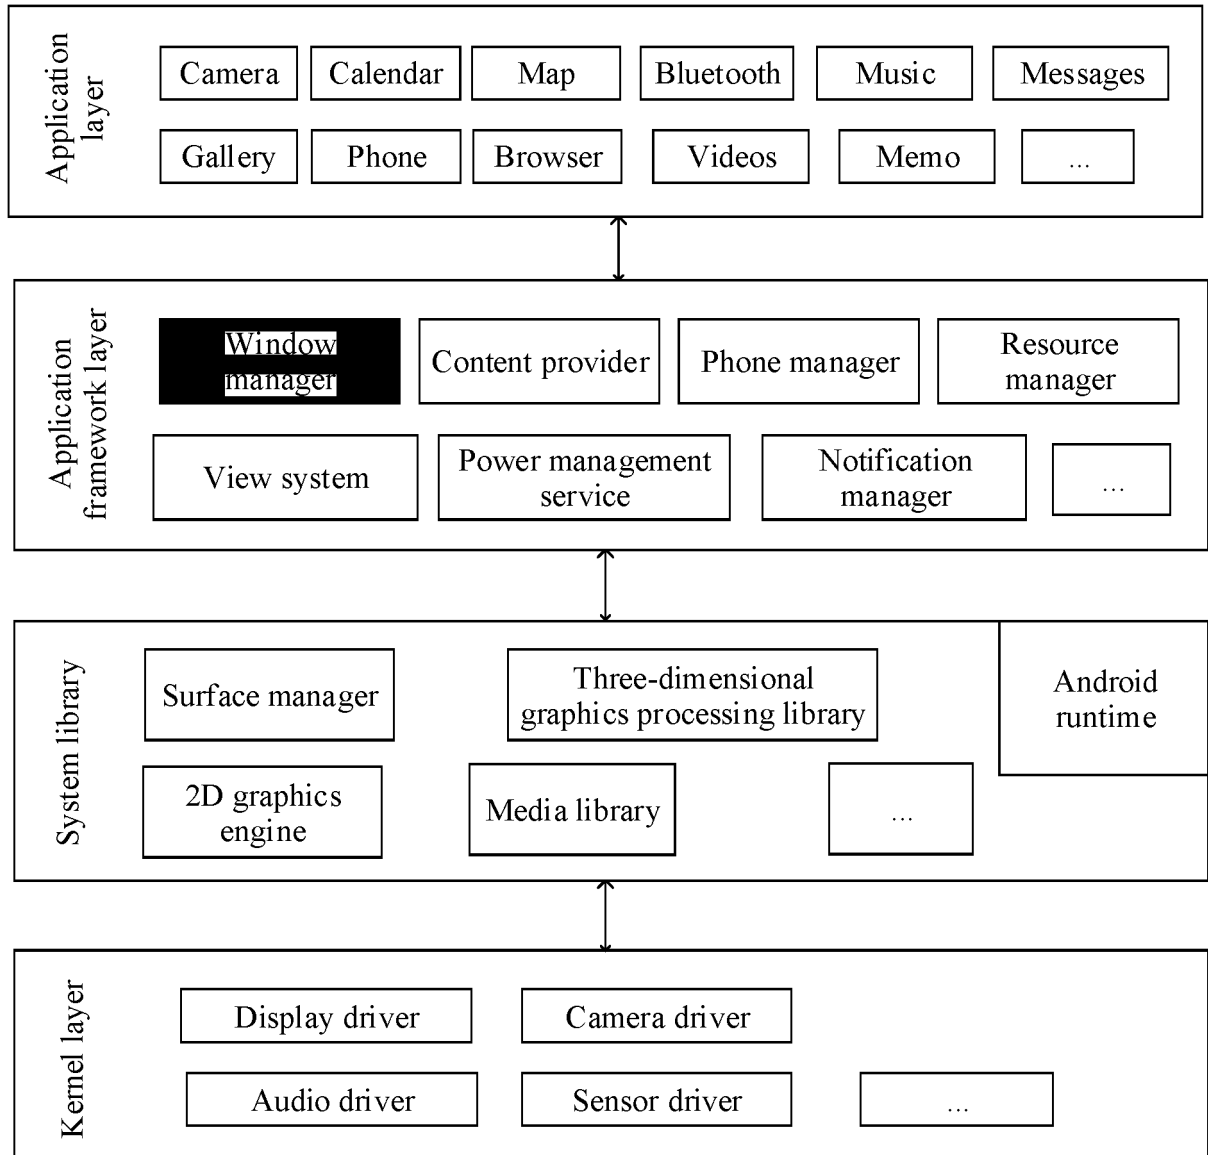 Application
layer
Camera
Calendar
Map
Bluetooth
Music
Messages
Gallery
Phone
Browser
Videos
Memo
...
Application
framework layer
Window
manager
Content provider
Phone manager
Resource
manager
View system
Power management
service
Notification
manager
...
System library
Surface manager
Three-dimensional
graphics processing library
Android
runtime
2D graphics
engine
Media library
...
Kernel layer
Display driver
Camera driver
Audio driver
Sensor driver
...